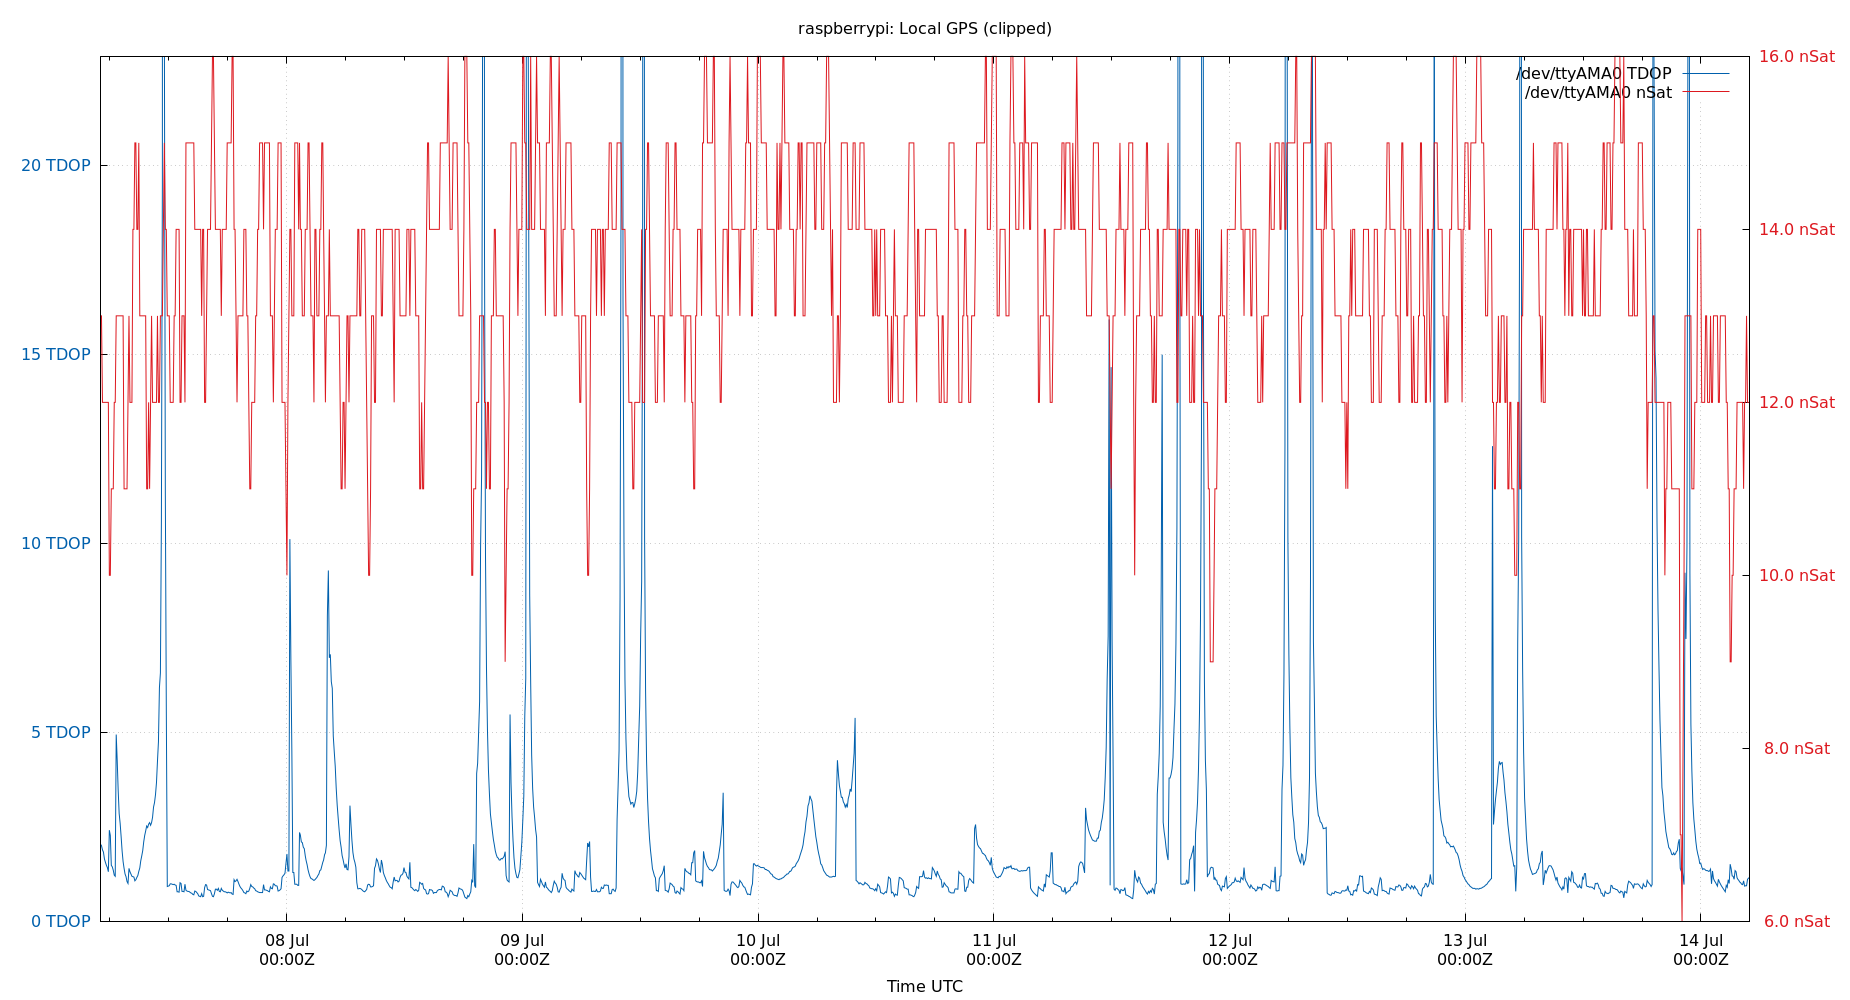 raspberrypi: Local GPS (clipped)
16.0 nSat
/dev/ttyAMA0 TDOP
/dev/ttyAMA0 nSat
20 TDOP
14.0 nSat
15 TDOP
12.0 nSat
10 TDOP
10.0 nSat
5 TDOP
8.0 nSat
0 TDOP
6.0 nSat
08 Jul 09 Jul 10 Jul 11 Jul 12 Jul 13 Jul 14 Jul
00:00Z 00:00Z 00:00Z 00:00Z 00:00Z 00:00Z 00:00Z
Time UTC